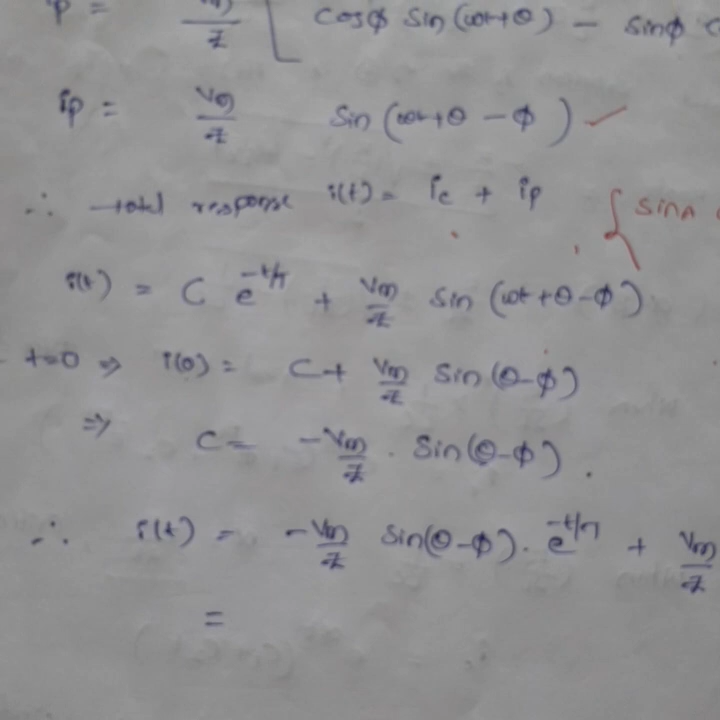 ip = Vm/Z [ cosφ sin(ωt+θ) – sinφ
ip = Vm/Z sin(ωt+θ–φ) ✓
∴ total response i(t) = ic + ip { sinA
i(t) = C e^(–t/τ) + Vm/Z sin(ωt+θ–φ)
t=0 ⇒ i(0) = C + Vm/Z sin(θ–φ)
⇒ C = –Vm/Z . sin(θ–φ).
∴ i(t) = –Vm/Z sin(θ–φ). e^(–t/τ) + Vm/Z
=